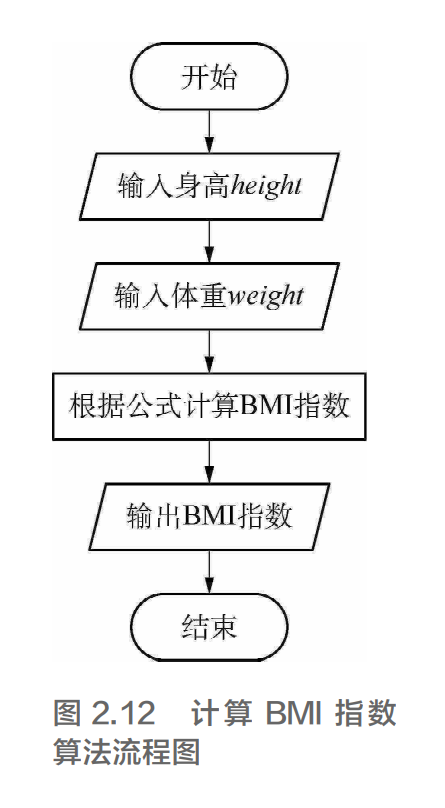 开始
输入身高height
输入体重weight
根据公式计算BMI指数
输出BMI指数
结束
图 2.12 计算 BMI 指数
算法流程图